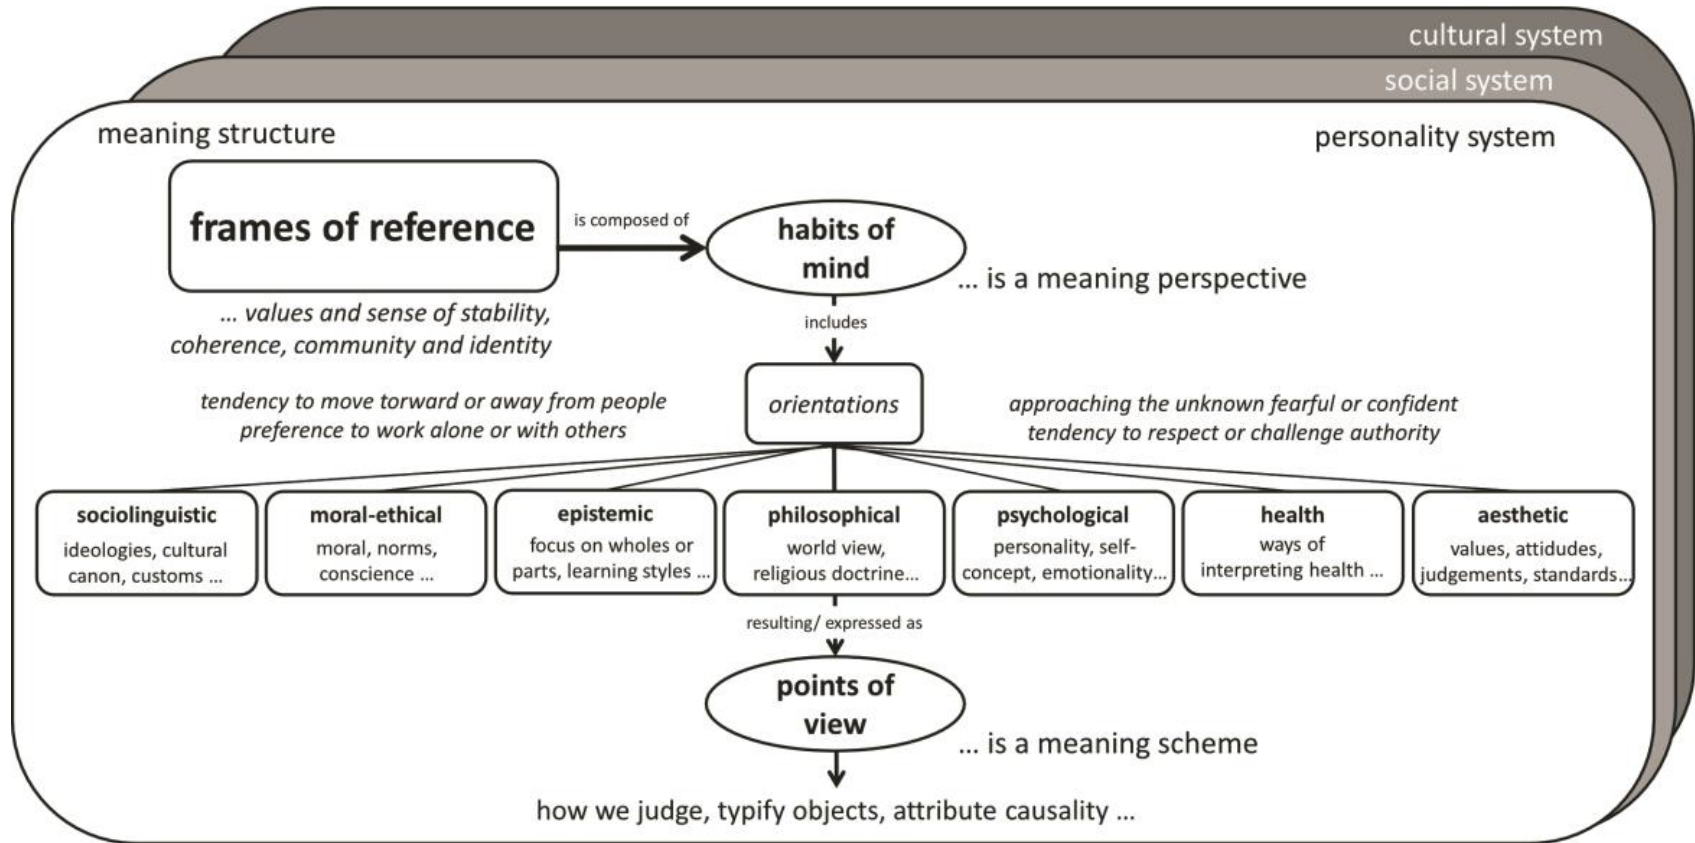 cultural system
social system
meaning structure
personality system
frames of reference
is composed of
habits of
mind
... is a meaning perspective
... values and sense of stability,
coherence, community and identity
includes
orientations
tendency to move torward or away from people
preference to work alone or with others
approaching the unknown fearful or confident
tendency to respect or challenge authority
sociolinguistic
ideologies, cultural
canon, customs ...
moral-ethical
moral, norms,
conscience ...
epistemic
focus on wholes or
parts, learning styles ...
philosophical
world view,
religious doctrine...
psychological
personality, self-
concept, emotionality...
health
ways of
interpreting health ...
aesthetic
values, attidudes,
judgements, standards...
resulting/ expressed as
points of
view
... is a meaning scheme
how we judge, typify objects, attribute causality ...